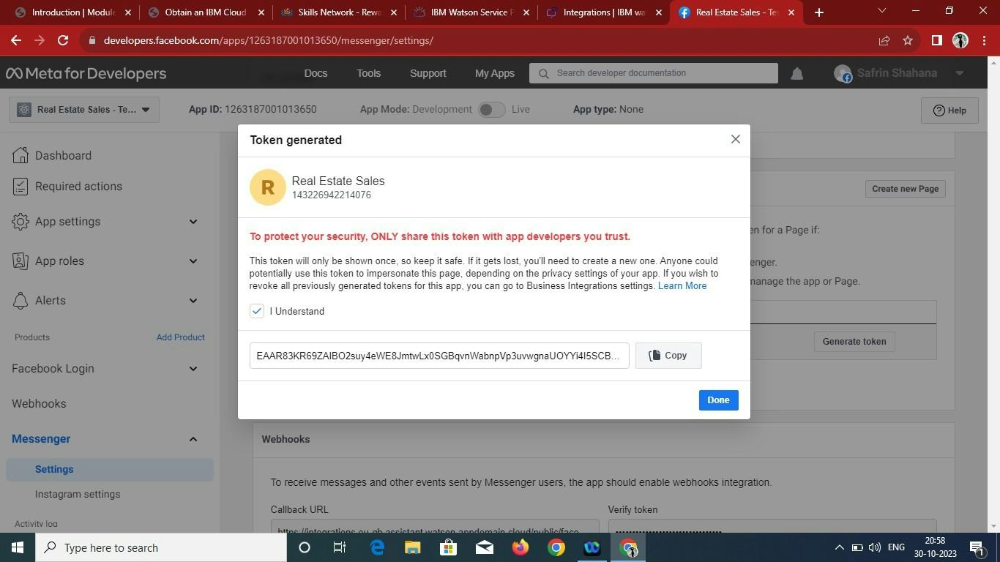 Introduction | Module
Obtain an IBM Cloud
Skills Network - Rewa
IBM Watson Service P
Integrations | IBM wa
Real Estate Sales - Te
developers.facebook.com/apps/1263187001013650/messenger/settings/
Meta for Developers
Docs
Tools
Support
My Apps
Search developer documentation
Safrin Shahana
Real Estate Sales - Te...
App ID: 1263187001013650
App Mode: Development
Live
App type: None
Help
Dashboard
Required actions
App settings
App roles
Alerts
Products
Add Product
Facebook Login
Webhooks
Messenger
Settings
Instagram settings
Activity log
Token generated
Real Estate Sales
143226942214076
To protect your security, ONLY share this token with app developers you trust.
This token will only be shown once, so keep it safe. If it gets lost, you'll need to create a new one. Anyone could
potentially use this token to impersonate this page, depending on the privacy settings of your app. If you wish to
revoke all previously generated tokens for this app, you can go to Business Integrations settings. Learn More
I Understand
EAAR83KR69ZAIBO2suy4eWE8JmtwLx0SGBqvnWabnpVp3uvwgnaUOYYi4I5SCB...
Copy
Done
Create new Page
en for a Page if:
enger.
manage the app or Page.
Generate token
Webhooks
To receive messages and other events sent by Messenger users, the app should enable webhooks integration.
Callback URL
Verify token
https://integrations.eu-gb.assistant.watson.appdomain.cloud/public/face...
Type here to search
ENG
20:58
30-10-2023
1